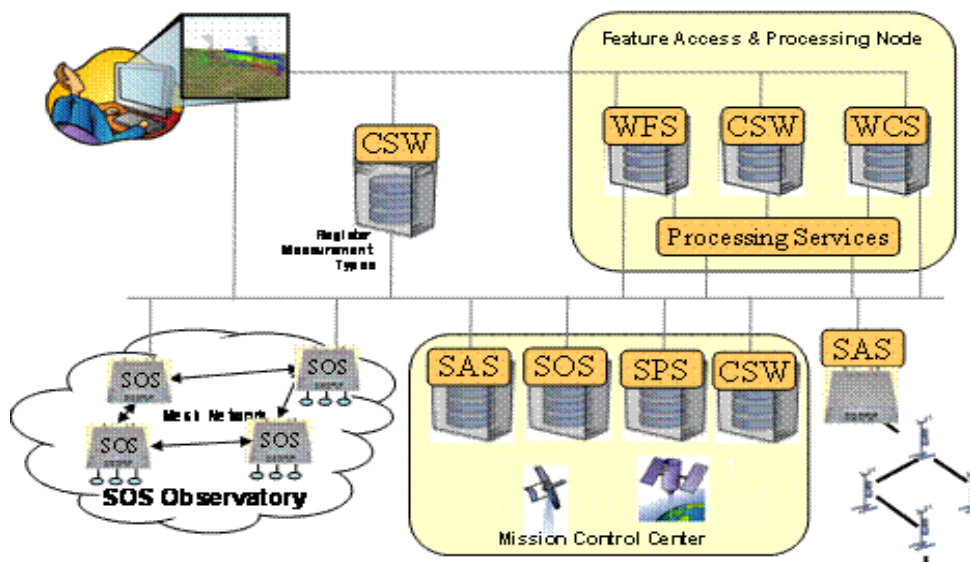 Feature Access & Processing Node
CSW
WFS
CSW
WCS
Register
Measurement
Types
Processing Services
SOS
SOS
Mesh Network
SOS
SOS
SOS Observatory
SAS
SOS
SPS
CSW
SAS
Mission Control Center